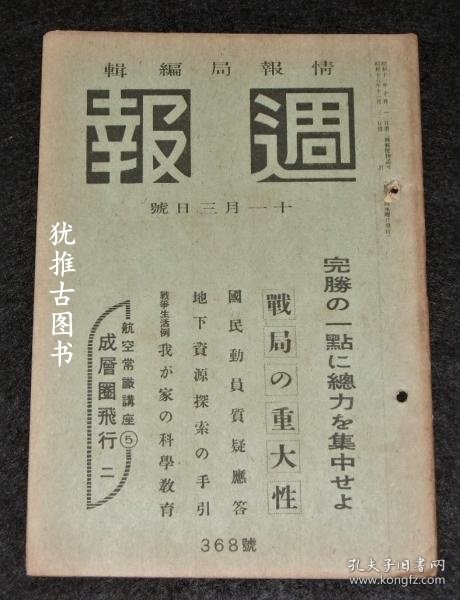 輯編局報情
報週
號日三月一十
完勝の一點に總力を集中せよ
戰局の重大性
國民動員質疑應答
地下資源探索の手引
戰爭生活例 我が家の科學教育
航空常識講座⑤
成層圈飛行 二
368號
犹推古图书
孔夫子旧书网